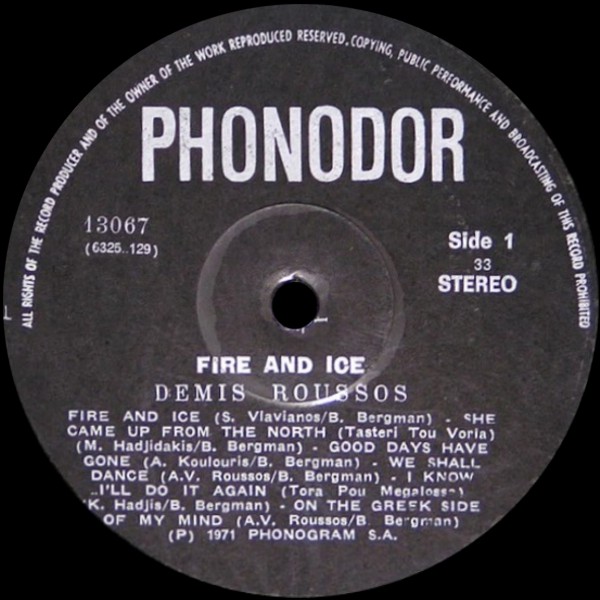 ALL RIGHTS OF THE RECORD PRODUCER AND OF THE OWNER OF THE WORK REPRODUCED RESERVED. COPYING, PUBLIC PERFORMANCE AND BROADCASTING OF THIS RECORD PROHIBITED
PHONODOR
13067
(6325..129)
Side 1
33
STEREO
FIRE AND ICE
DEMIS ROUSSOS
FIRE AND ICE (S. Vlavianos/B. Bergman) - SHE
CAME UP FROM THE NORTH (Tasteri Tou Voria)
(M. Hadjidakis/B. Bergman) - GOOD DAYS HAVE
GONE (A. Koulouris/B. Bergman) - WE SHALL
DANCE (A.V. Roussos/B. Bergman) - I KNOW
I'LL DO IT AGAIN (Tora Pou
K. Hadjis/B. Bergman) - ON THE GREEK SIDE
OF MY MIND (A.V. Roussos/B. Bergman)
(P) 1971 PHONOGRAM S.A.